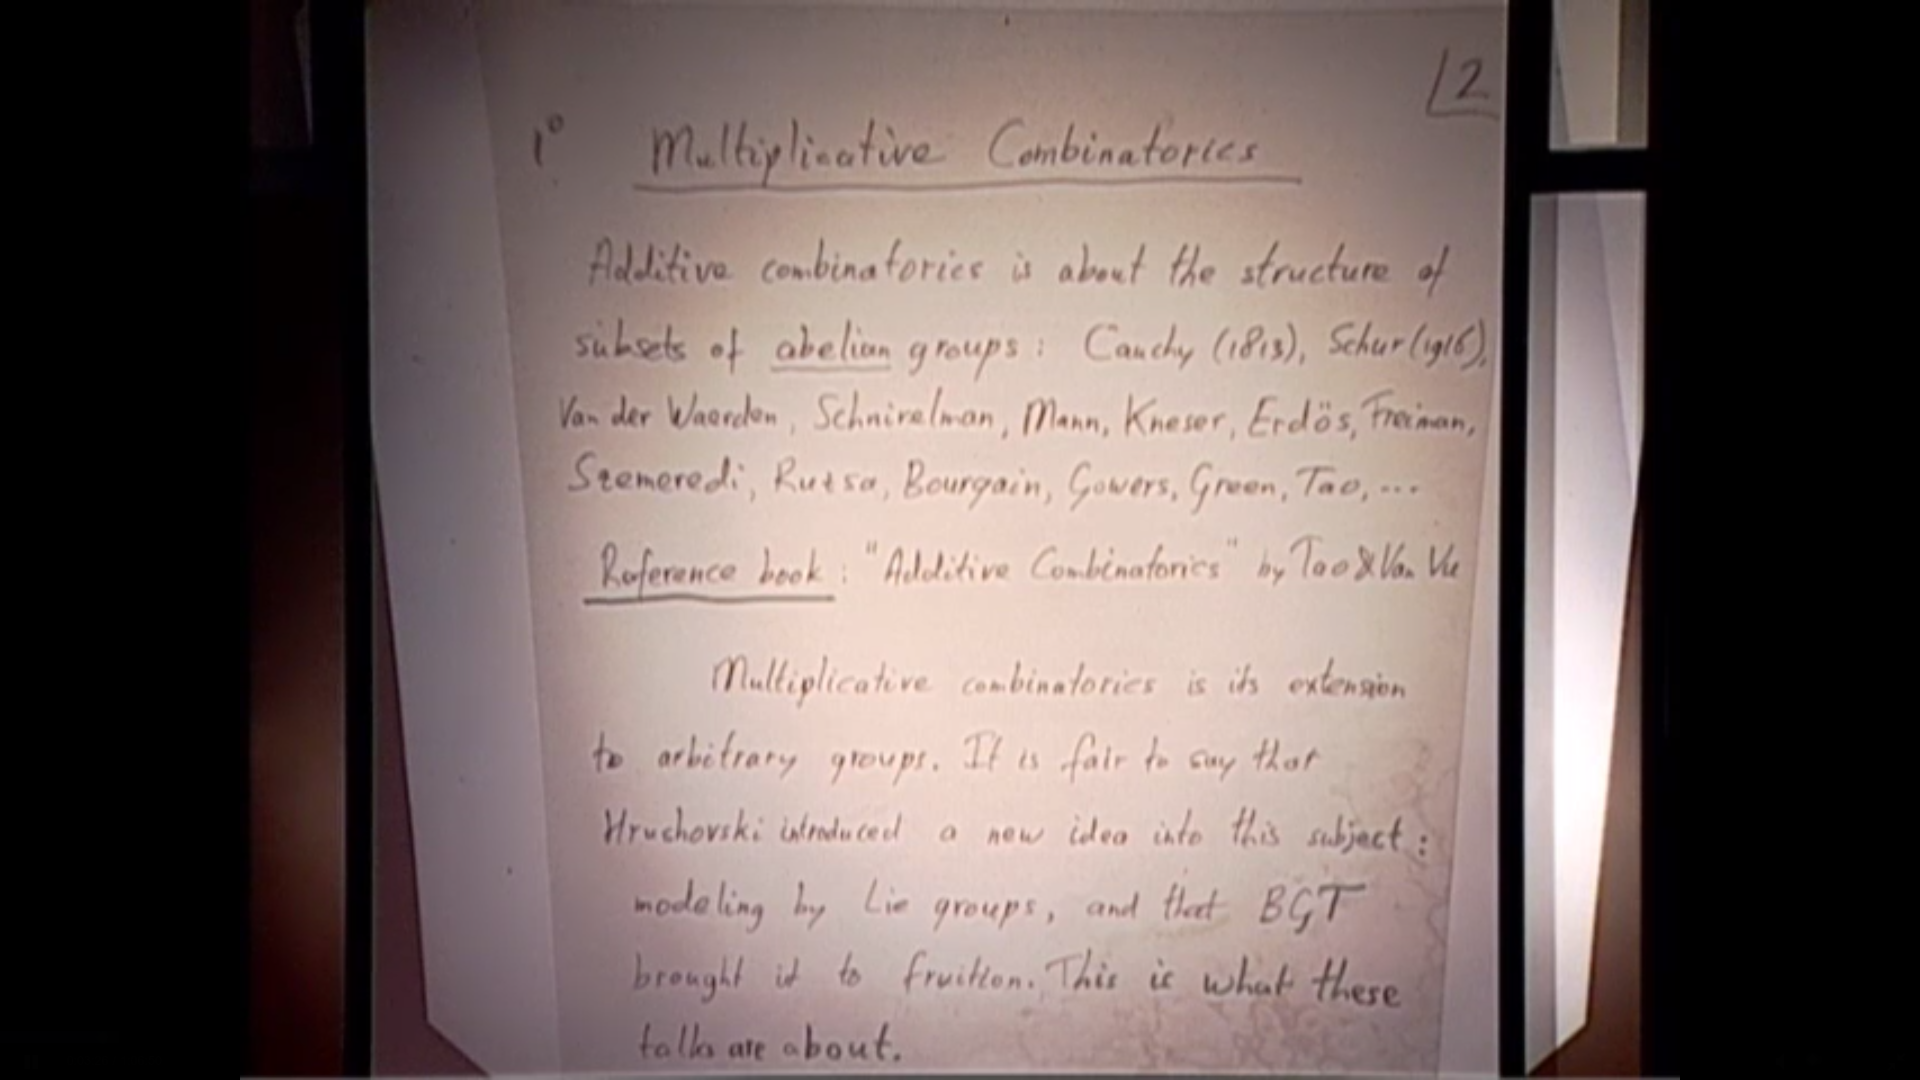 2
1° Multiplicative Combinatorics
Additive combinatorics is about the structure of
subsets of abelian groups: Cauchy (1813), Schur (1916),
Van der Waerden, Schnirelman, Mann, Kneser, Erdös, Freiman,
Szemeredi, Ruzsa, Bourgain, Gowers, Green, Tao, ...
Reference book: "Additive Combinatorics" by Tao & Van Vu
Multiplicative combinatorics is its extension
to arbitrary groups. It is fair to say that
Hruchovski introduced a new idea into this subject:
modeling by Lie groups, and that BGT
brought it to fruition. This is what these
talks are about.